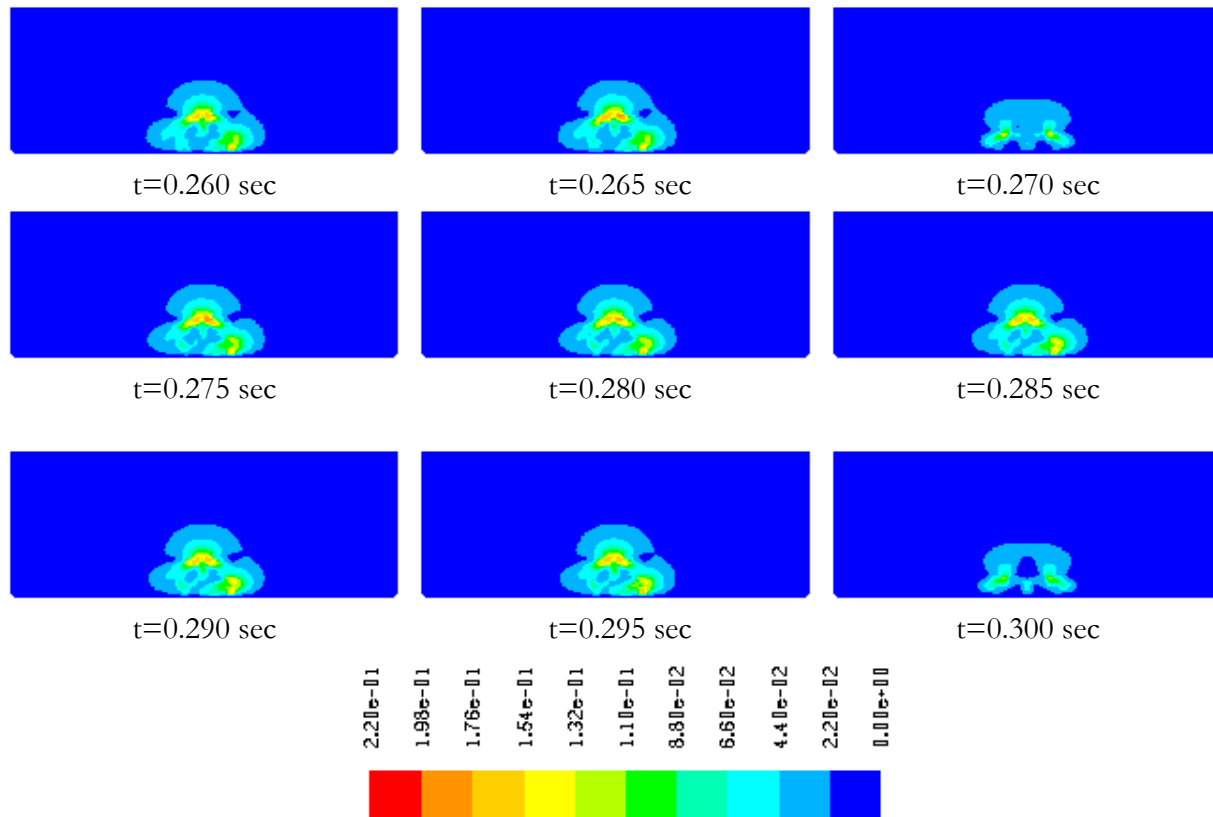 t=0.260 sec t=0.265 sec t=0.270 sec
t=0.275 sec t=0.280 sec t=0.285 sec
t=0.290 sec t=0.295 sec t=0.300 sec
2.20e-01
1.98e-01
1.76e-01
1.54e-01
1.32e-01
1.10e-01
8.80e-02
6.60e-02
4.40e-02
2.20e-02
0.00e+00